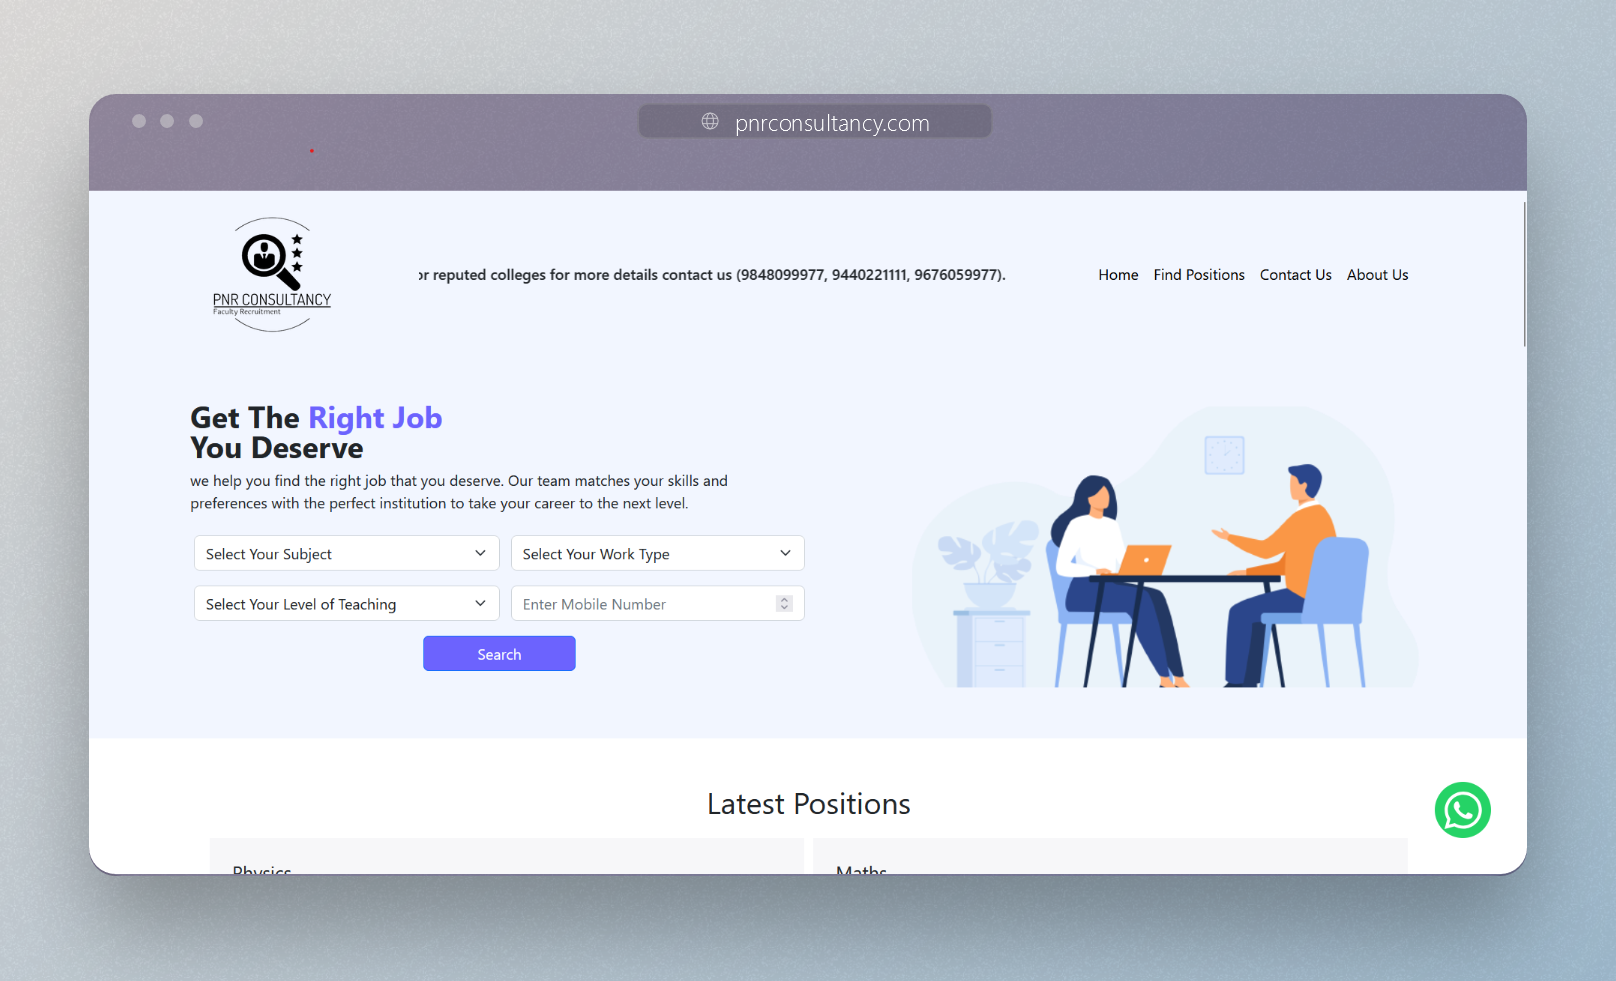 pnrconsultancy.com
PNR CONSULTANCY
Faculty Recruitment
or reputed colleges for more details contact us (9848099977, 9440221111, 9676059977).
Home Find Positions Contact Us About Us
Get The Right Job
You Deserve
we help you find the right job that you deserve. Our team matches your skills and
preferences with the perfect institution to take your career to the next level.
Select Your Subject Select Your Work Type
Select Your Level of Teaching Enter Mobile Number
Search
Latest Positions
Physics Maths